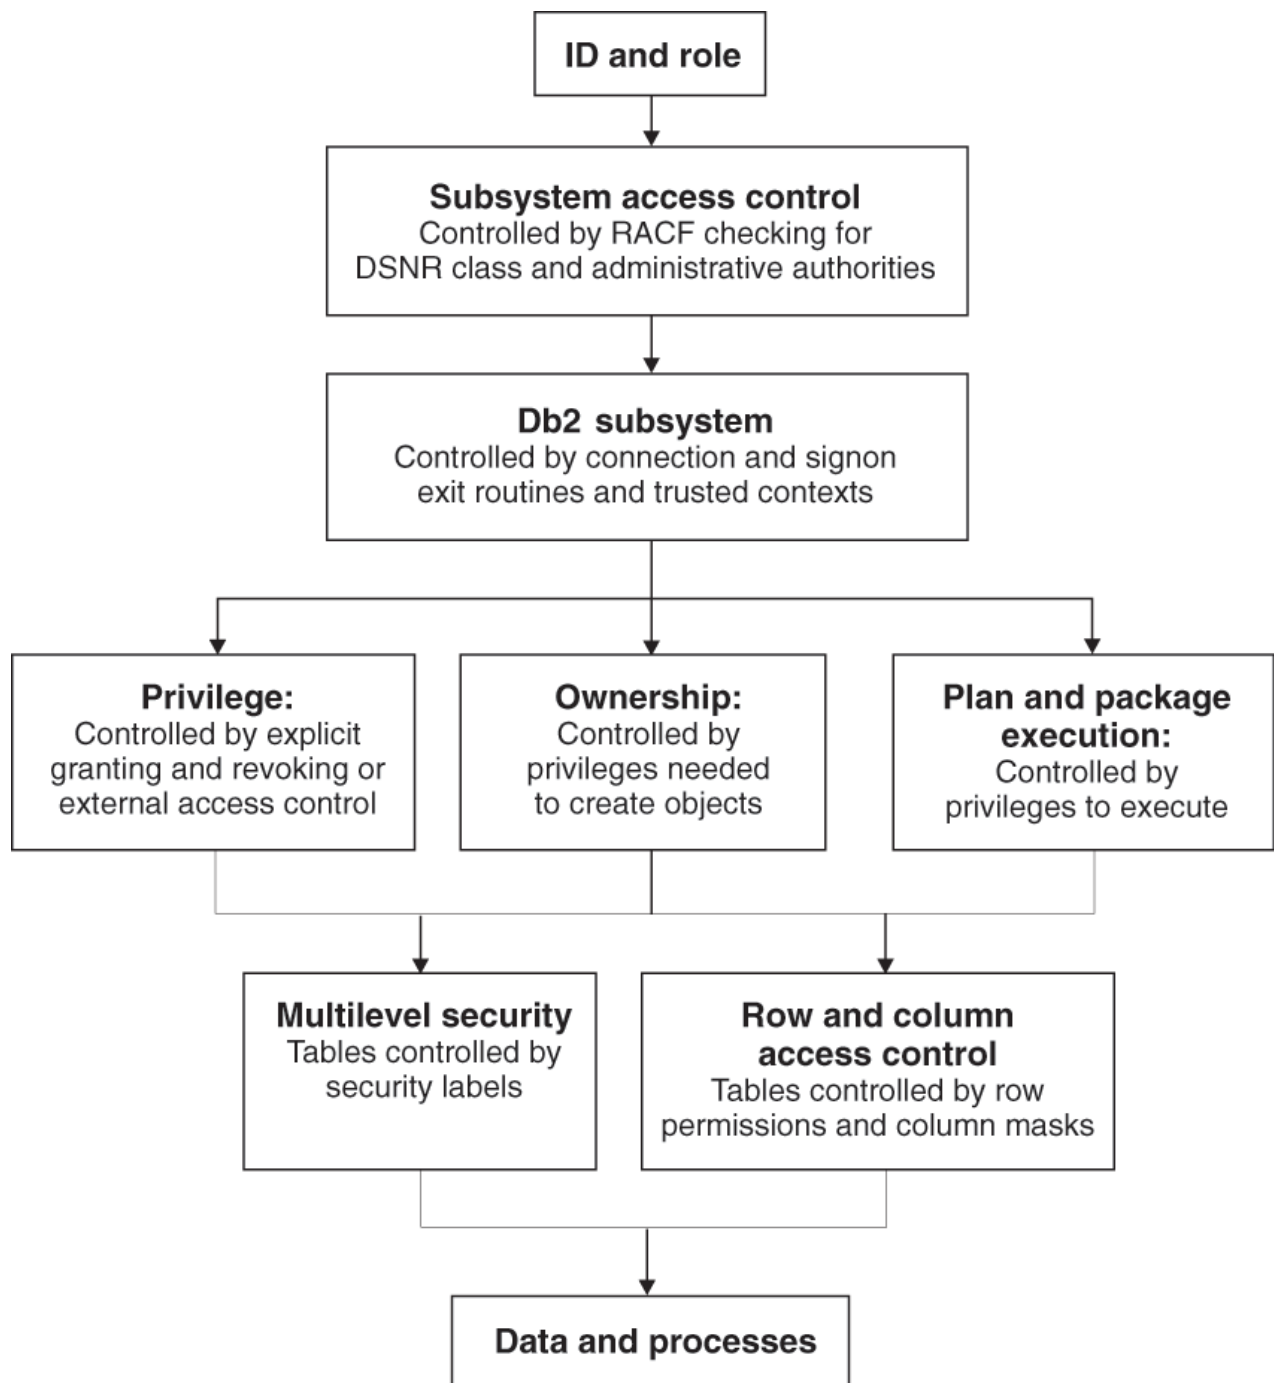 ID and role
Subsystem access control
Controlled by RACF checking for
DSNR class and administrative authorities
Db2 subsystem
Controlled by connection and signon
exit routines and trusted contexts
Privilege:
Controlled by explicit
granting and revoking or
external access control
Ownership:
Controlled by
privileges needed
to create objects
Plan and package
execution:
Controlled by
privileges to execute
Multilevel security
Tables controlled by
security labels
Row and column
access control
Tables controlled by row
permissions and column masks
Data and processes